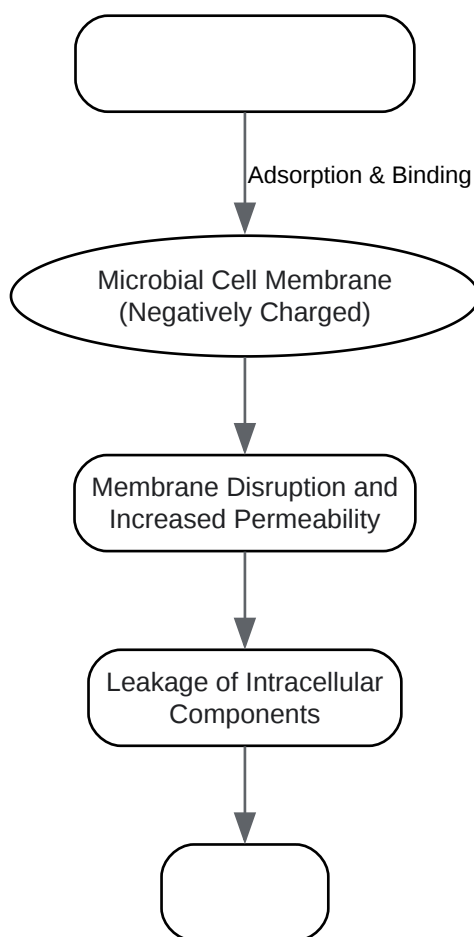 Adsorption & Binding
Microbial Cell Membrane
(Negatively Charged)
Membrane Disruption and
Increased Permeability
Leakage of Intracellular
Components